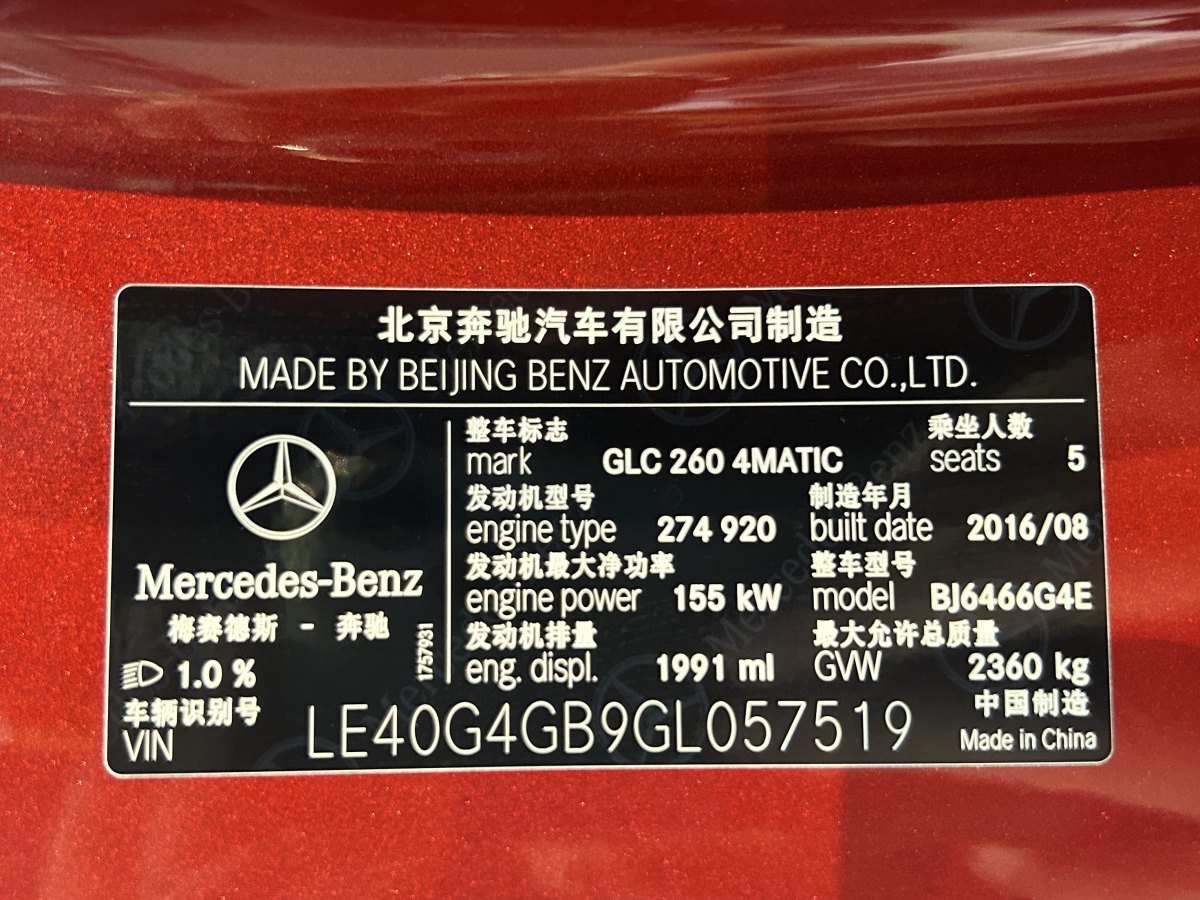 北京奔驰汽车有限公司制造
MADE BY BEIJING BENZ AUTOMOTIVE CO.,LTD.
Mercedes-Benz
梅赛德斯 - 奔驰
1.0 %
1757931
整车标志
mark GLC 260 4MATIC
乘坐人数
seats 5
发动机型号
engine type 274 920
制造年月
built date 2016/08
发动机最大净功率
engine power 155 kW
整车型号
model BJ6466G4E
发动机排量
eng. displ. 1991 ml
最大允许总质量
GVW 2360 kg
车辆识别号
VIN LE40G4GB9GL057519
中国制造
Made in China